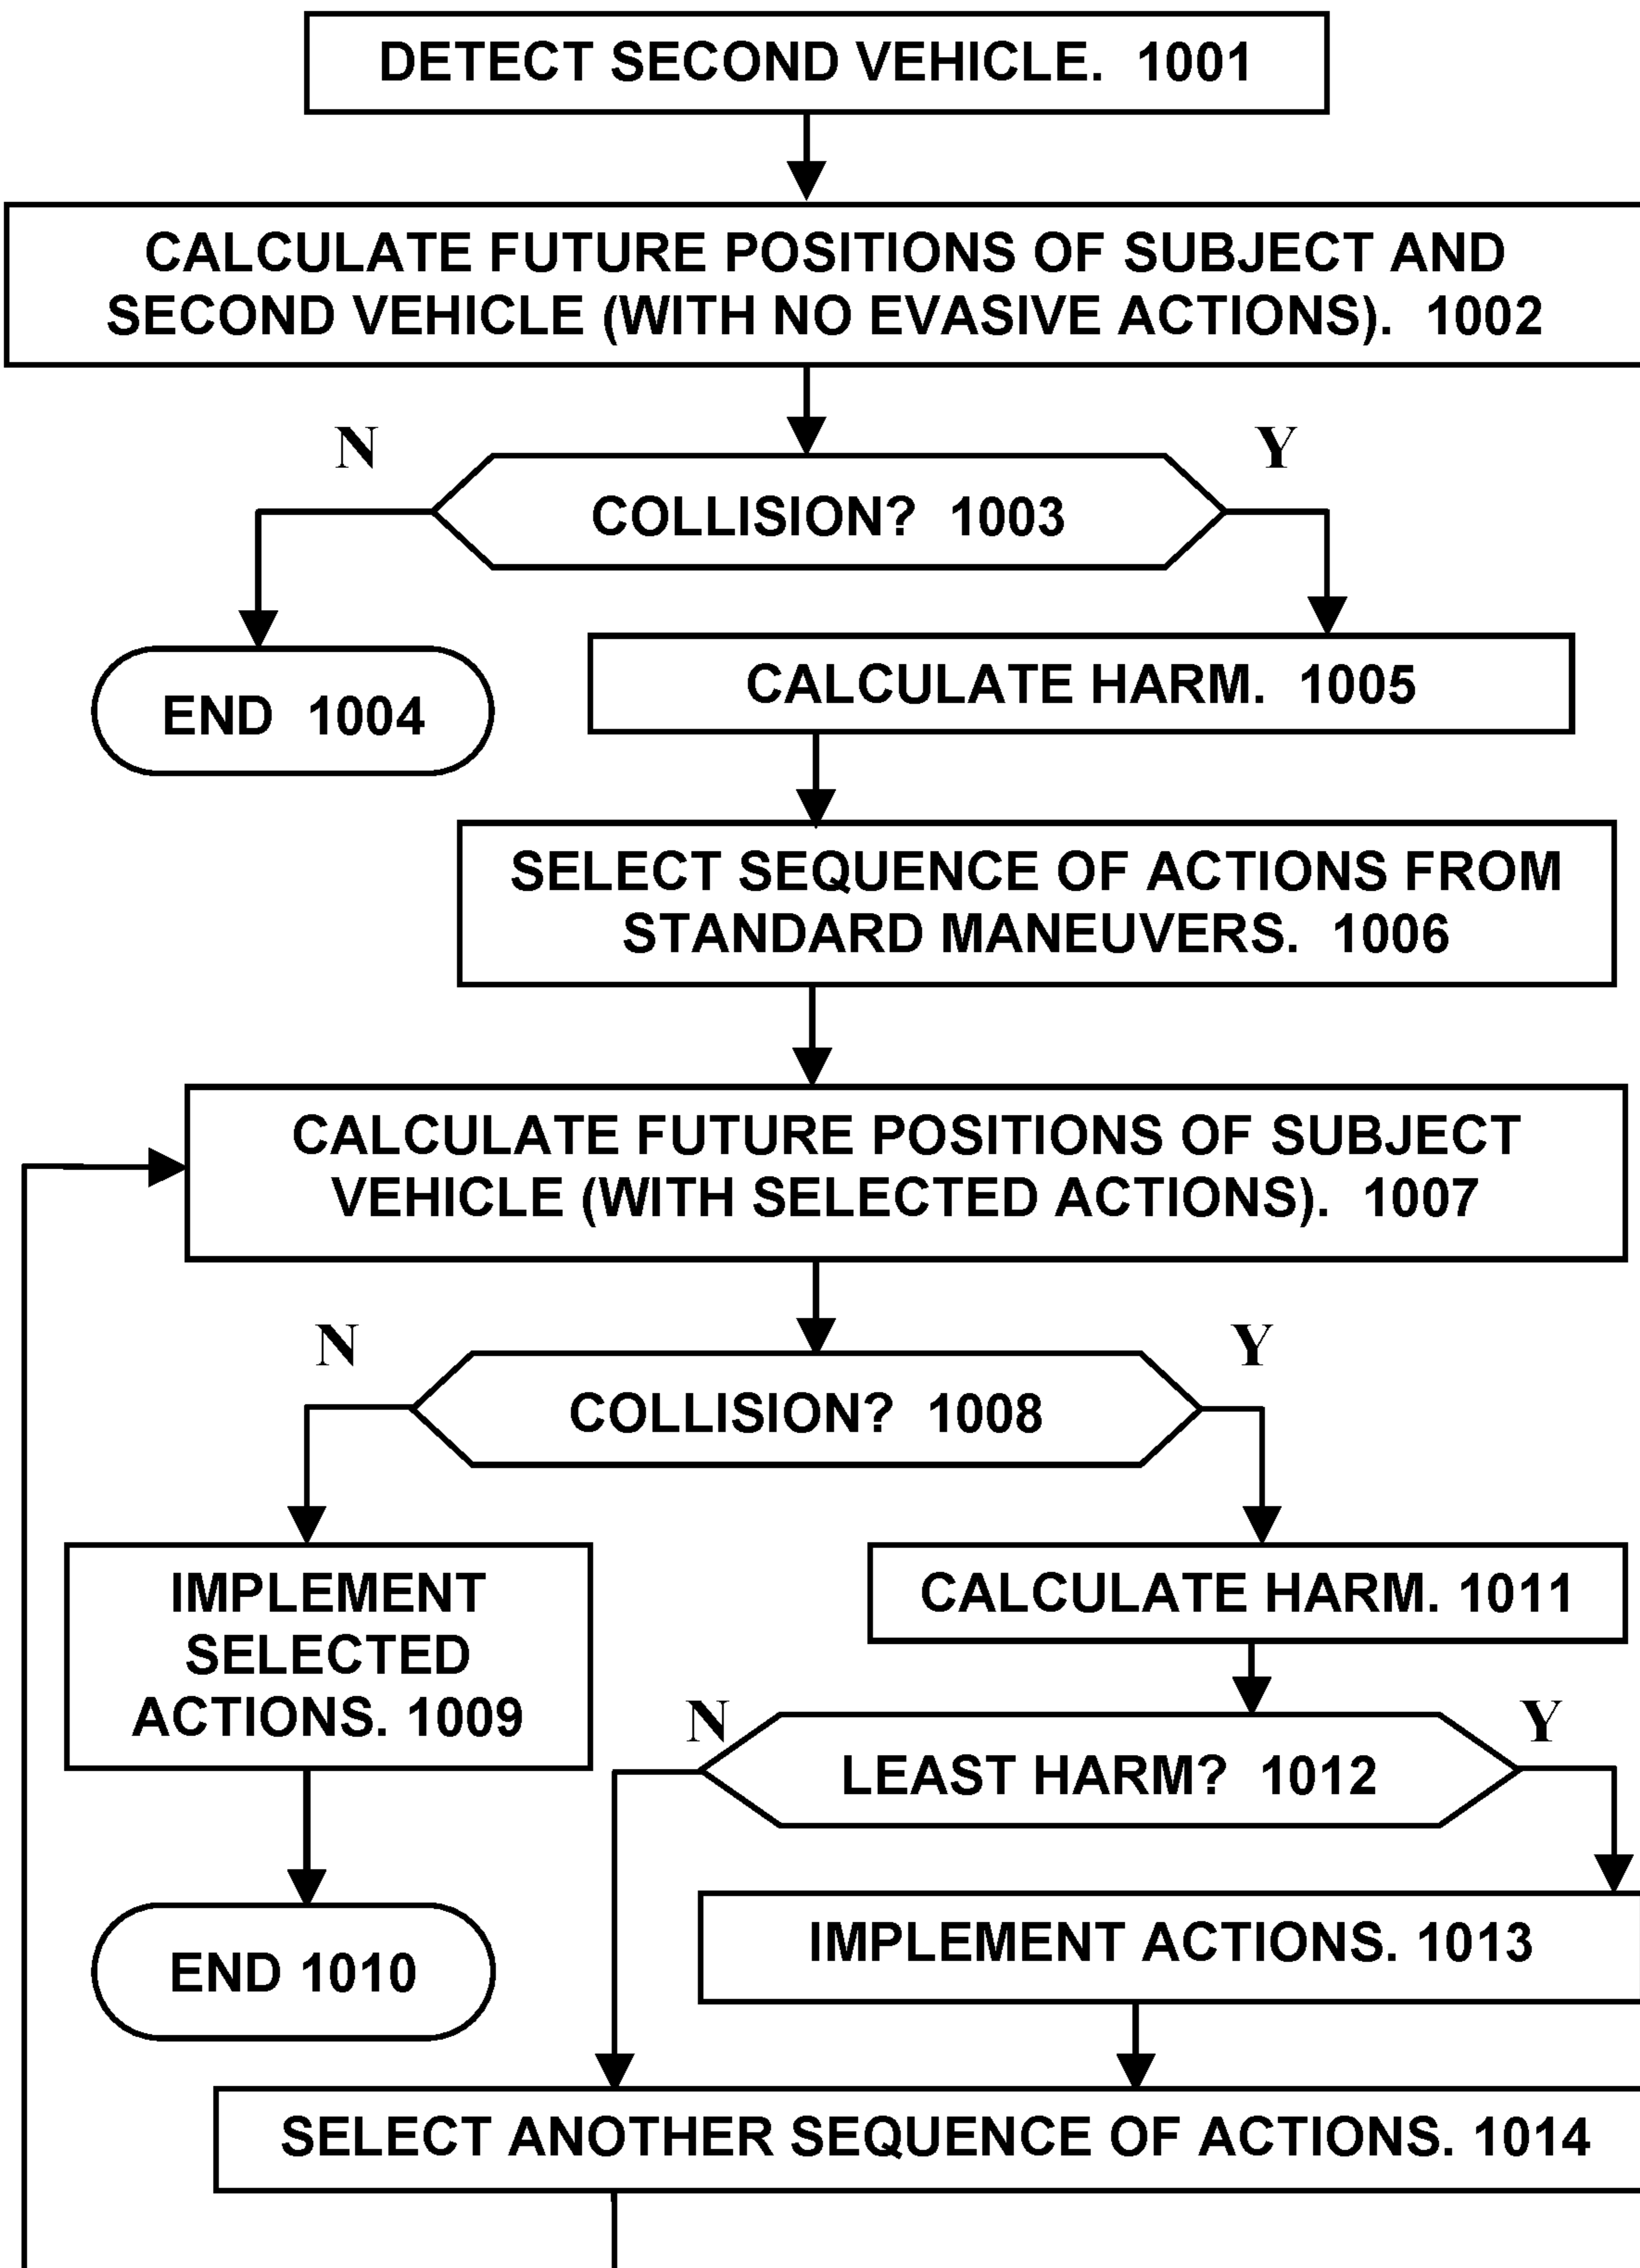 DETECT SECOND VEHICLE. 1001
CALCULATE FUTURE POSITIONS OF SUBJECT AND
SECOND VEHICLE (WITH NO EVASIVE ACTIONS). 1002
N
Y
COLLISION? 1003
END 1004
CALCULATE HARM. 1005
SELECT SEQUENCE OF ACTIONS FROM
STANDARD MANEUVERS. 1006
CALCULATE FUTURE POSITIONS OF SUBJECT
VEHICLE (WITH SELECTED ACTIONS). 1007
N
Y
COLLISION? 1008
IMPLEMENT
SELECTED
ACTIONS. 1009
END 1010
CALCULATE HARM. 1011
N
Y
LEAST HARM? 1012
IMPLEMENT ACTIONS. 1013
SELECT ANOTHER SEQUENCE OF ACTIONS. 1014